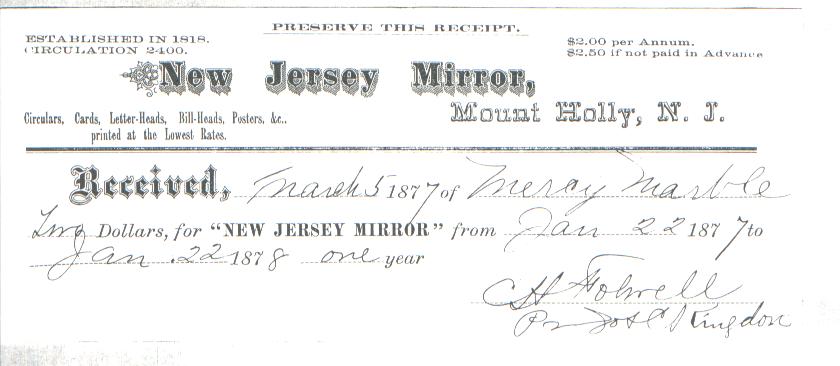 PRESERVE THIS RECEIPT.
ESTABLISHED IN 1818.
CIRCULATION 2400.
$2.00 per Annum.
$2.50 if not paid in Advance
New Jersey Mirror,
Mount Holly, N. J.
Circulars, Cards, Letter-Heads, Bill-Heads, Posters, &c.,
printed at the Lowest Rates.
Received, March 5 1877 of Mercy Marble
Two Dollars, for "NEW JERSEY MIRROR" from Jan 22 1877 to
Jan. 22 1878 one year
CH Folwell
Kingdon